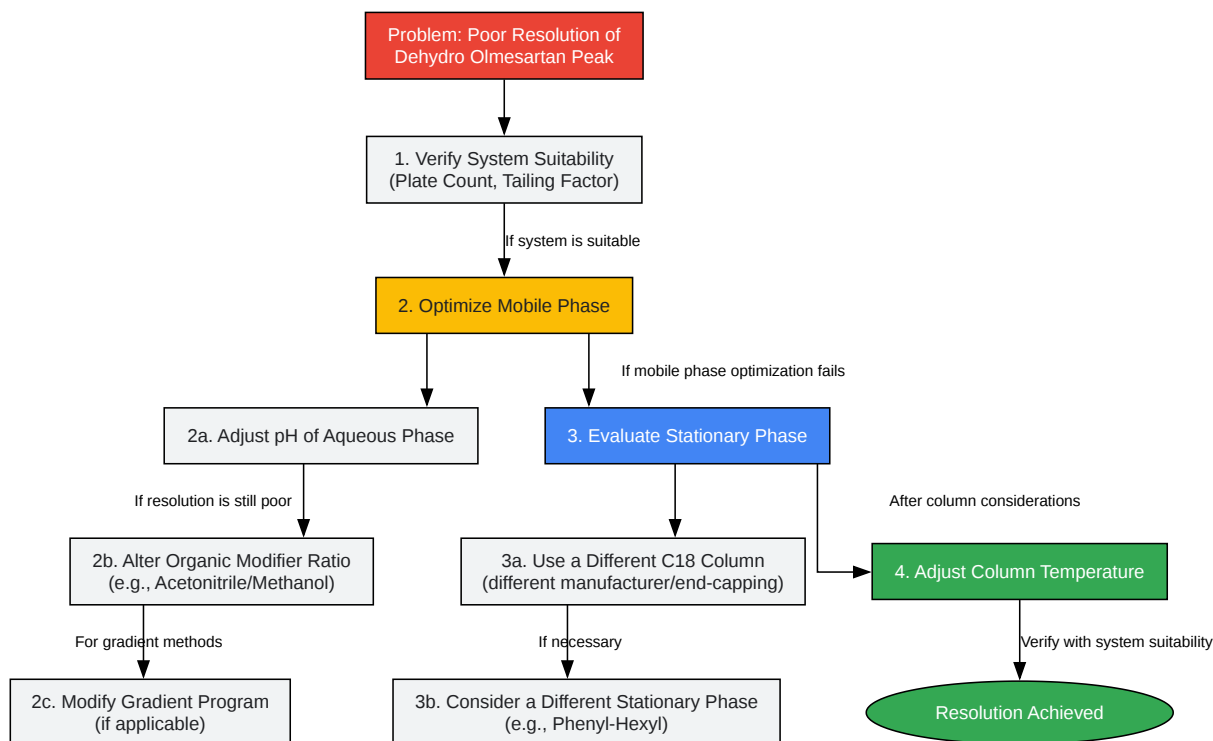 Problem: Poor Resolution of
Dehydro Olmesartan Peak
1. Verify System Suitability
(Plate Count, Tailing Factor)
If system is suitable
2. Optimize Mobile Phase
If mobile phase optimization fails
2a. Adjust pH of Aqueous Phase
3. Evaluate Stationary Phase
If resolution is still poor
After column considerations
2b. Alter Organic Modifier Ratio
(e.g., Acetonitrile/Methanol)
3a. Use a Different C18 Column
(different manufacturer/end-capping)
4. Adjust Column Temperature
For gradient methods
If necessary
Verify with system suitability
2c. Modify Gradient Program
(if applicable)
3b. Consider a Different Stationary Phase
(e.g., Phenyl-Hexyl)
Resolution Achieved